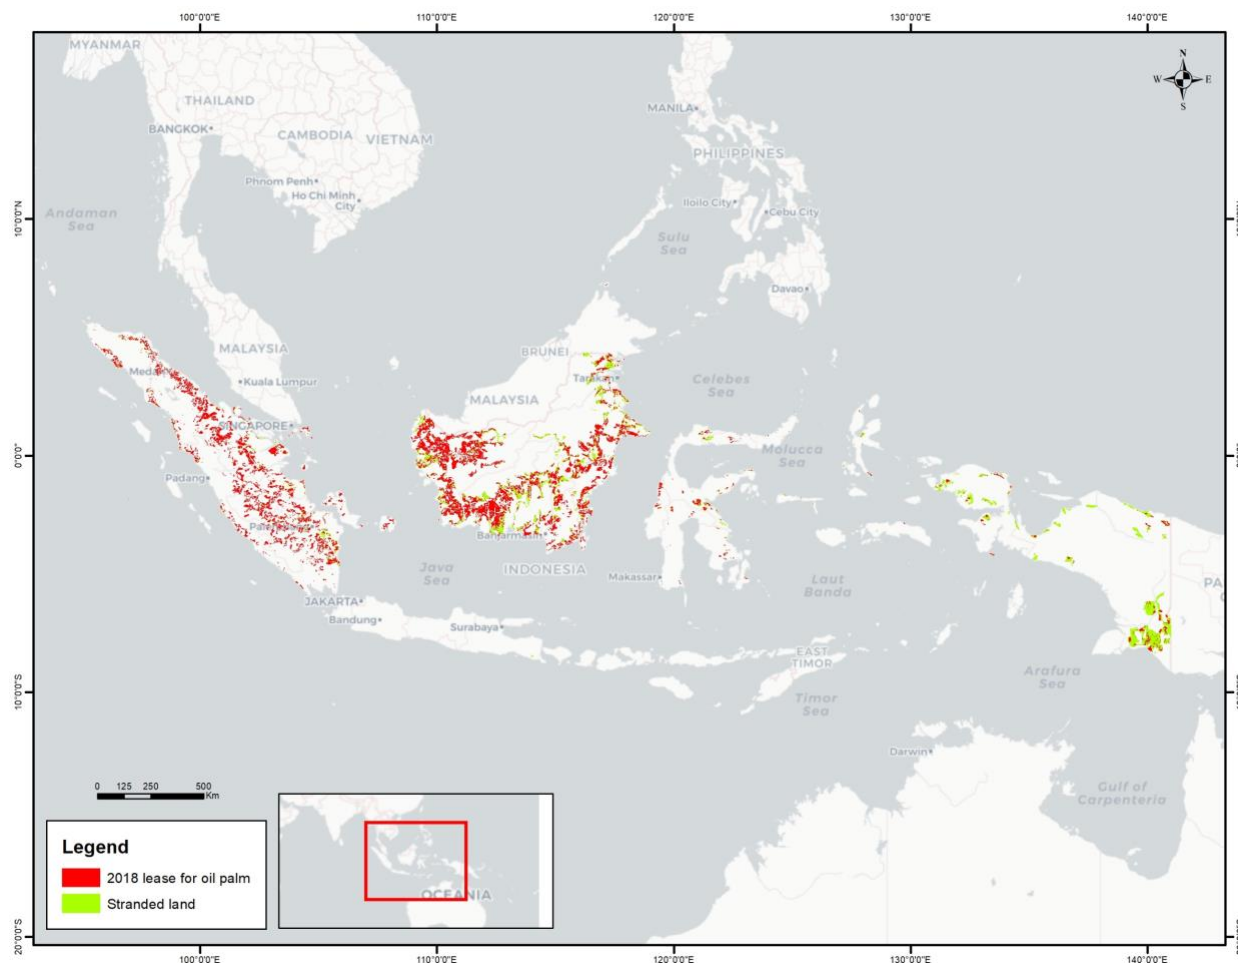 100°0'0"E
110°0'0"E
120°0'0"E
130°0'0"E
140°0'0"E
MYANMAR
N
W
E
S
THAILAND
MANILA
BANGKOK
CAMBODIA
VIETNAM
PHILIPPINES
Phnom Penh
Ho Chi Minh
City
Iloilo City
Cebu City
Andaman
Sea
10°0'0"N
Sulu
Sea
Davao
MALAYSIA
BRUNEI
Kuala Lumpur
Tarakan
Celebes
Sea
MALAYSIA
SINGAPORE
0°0'0"
Molucca
Sea
Padang
Banjarmasin
INDONESIA
Java
Sea
Makassar
Laut
Banda
PA
JAKARTA
Bandung
Surabaya
EAST
TIMOR
Arafura
Sea
10°0'0"S
Timor
Sea
Darwin
Gulf of
Carpenteria
0 125 250 500
Km
Legend
2018 lease for oil palm
Stranded land
OCEANIA
20°0'0"S
100°0'0"E
110°0'0"E
120°0'0"E
130°0'0"E
140°0'0"E